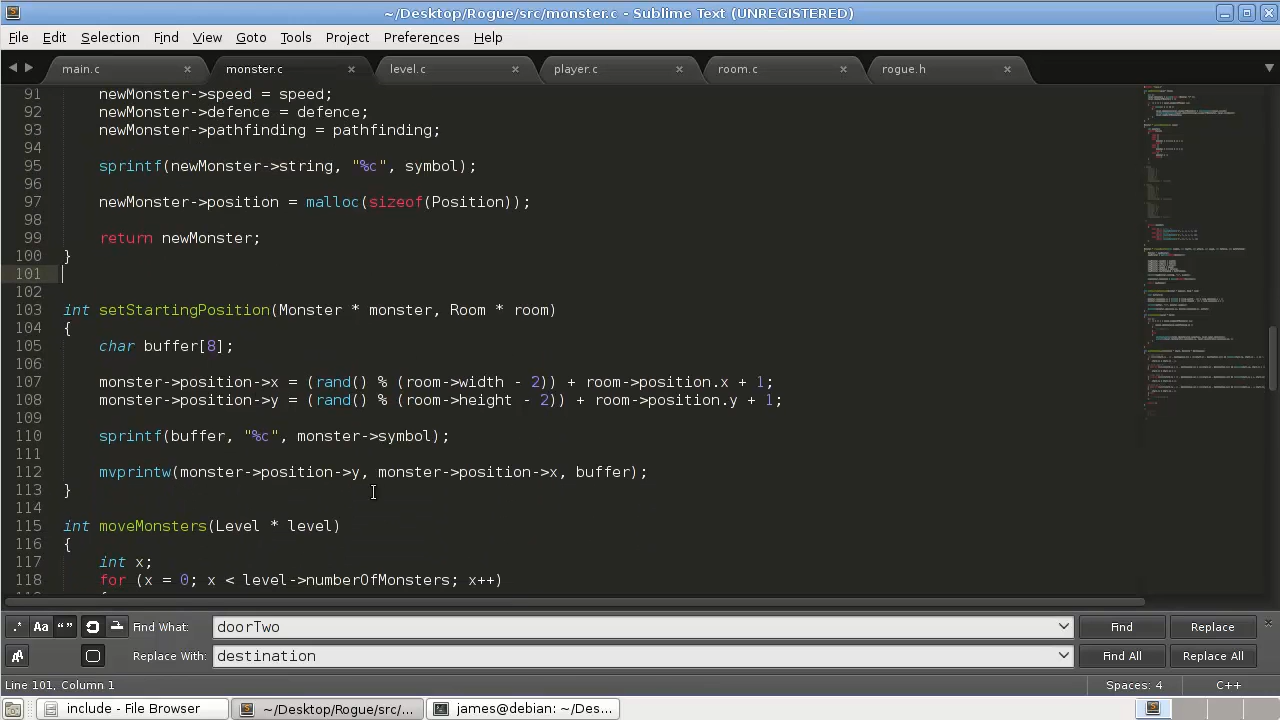 ~/Desktop/Rogue/src/monster.c - Sublime Text (UNREGISTERED)
File Edit Selection Find View Goto Tools Project Preferences Help
main.c × monster.c × level.c × player.c × room.c × rogue.h ×
91 newMonster->speed = speed;
92 newMonster->defence = defence;
93 newMonster->pathfinding = pathfinding;
94
95 sprintf(newMonster->string, "%c", symbol);
96
97 newMonster->position = malloc(sizeof(Position));
98
99 return newMonster;
100 }
101
102
103 int setStartingPosition(Monster * monster, Room * room)
104 {
105 char buffer[8];
106
107 monster->position->x = (rand() % (room->width - 2)) + room->position.x + 1;
108 monster->position->y = (rand() % (room->height - 2)) + room->position.y + 1;
109
110 sprintf(buffer, "%c", monster->symbol);
111
112 mvprintw(monster->position->y, monster->position->x, buffer);
113 }
114
115 int moveMonsters(Level * level)
116 {
117 int x;
118 for (x = 0; x < level->numberOfMonsters; x++)
.* Aa “” Find What: doorTwo Find Replace
Replace With: destination Find All Replace All
Line 101, Column 1 Spaces: 4 C++
include - File Browser ~/Desktop/Rogue/src/... james@debian: ~/Des...